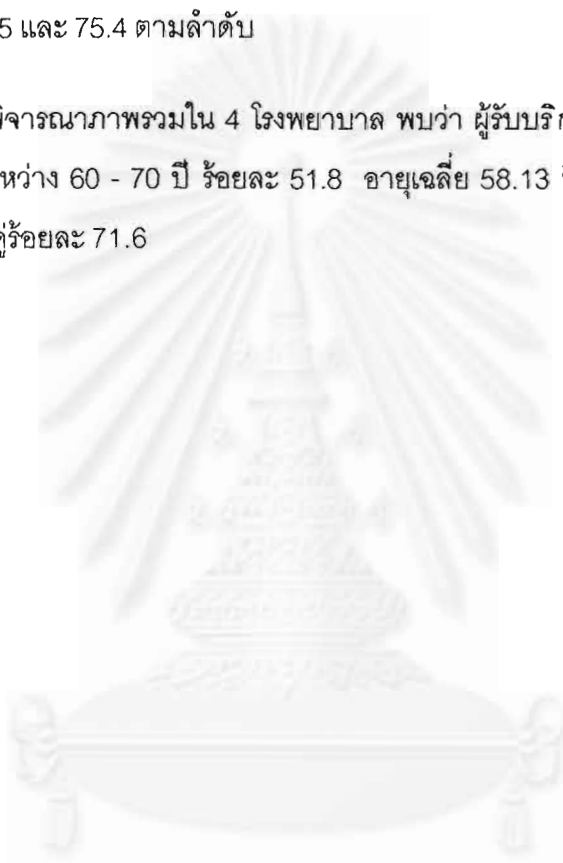 5 และ 75.4 ตามลำดับ
พิจารณาภาพรวมใน 4 โรงพยาบาล พบว่า ผู้รับบริก
หว่าง 60 - 70 ปี ร้อยละ 51.8 อายุเฉลี่ย 58.13
ร้อยละ 71.6